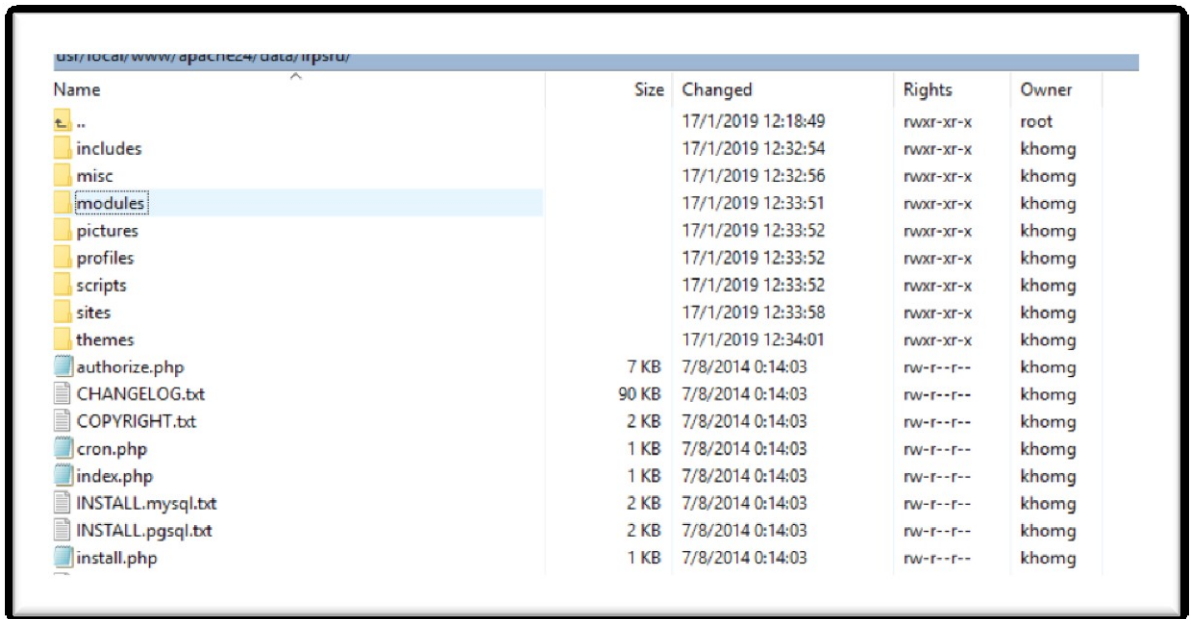 usr/local/www/apache24/data/lrpsru/
Name Size Changed Rights Owner
.. 17/1/2019 12:18:49 rwxr-xr-x root
includes 17/1/2019 12:32:54 rwxr-xr-x khomg
misc 17/1/2019 12:32:56 rwxr-xr-x khomg
modules 17/1/2019 12:33:51 rwxr-xr-x khomg
pictures 17/1/2019 12:33:52 rwxr-xr-x khomg
profiles 17/1/2019 12:33:52 rwxr-xr-x khomg
scripts 17/1/2019 12:33:52 rwxr-xr-x khomg
sites 17/1/2019 12:33:58 rwxr-xr-x khomg
themes 17/1/2019 12:34:01 rwxr-xr-x khomg
authorize.php 7 KB 7/8/2014 0:14:03 rw-r--r-- khomg
CHANGELOG.txt 90 KB 7/8/2014 0:14:03 rw-r--r-- khomg
COPYRIGHT.txt 2 KB 7/8/2014 0:14:03 rw-r--r-- khomg
cron.php 1 KB 7/8/2014 0:14:03 rw-r--r-- khomg
index.php 1 KB 7/8/2014 0:14:03 rw-r--r-- khomg
INSTALL.mysql.txt 2 KB 7/8/2014 0:14:03 rw-r--r-- khomg
INSTALL.pgsql.txt 2 KB 7/8/2014 0:14:03 rw-r--r-- khomg
install.php 1 KB 7/8/2014 0:14:03 rw-r--r-- khomg